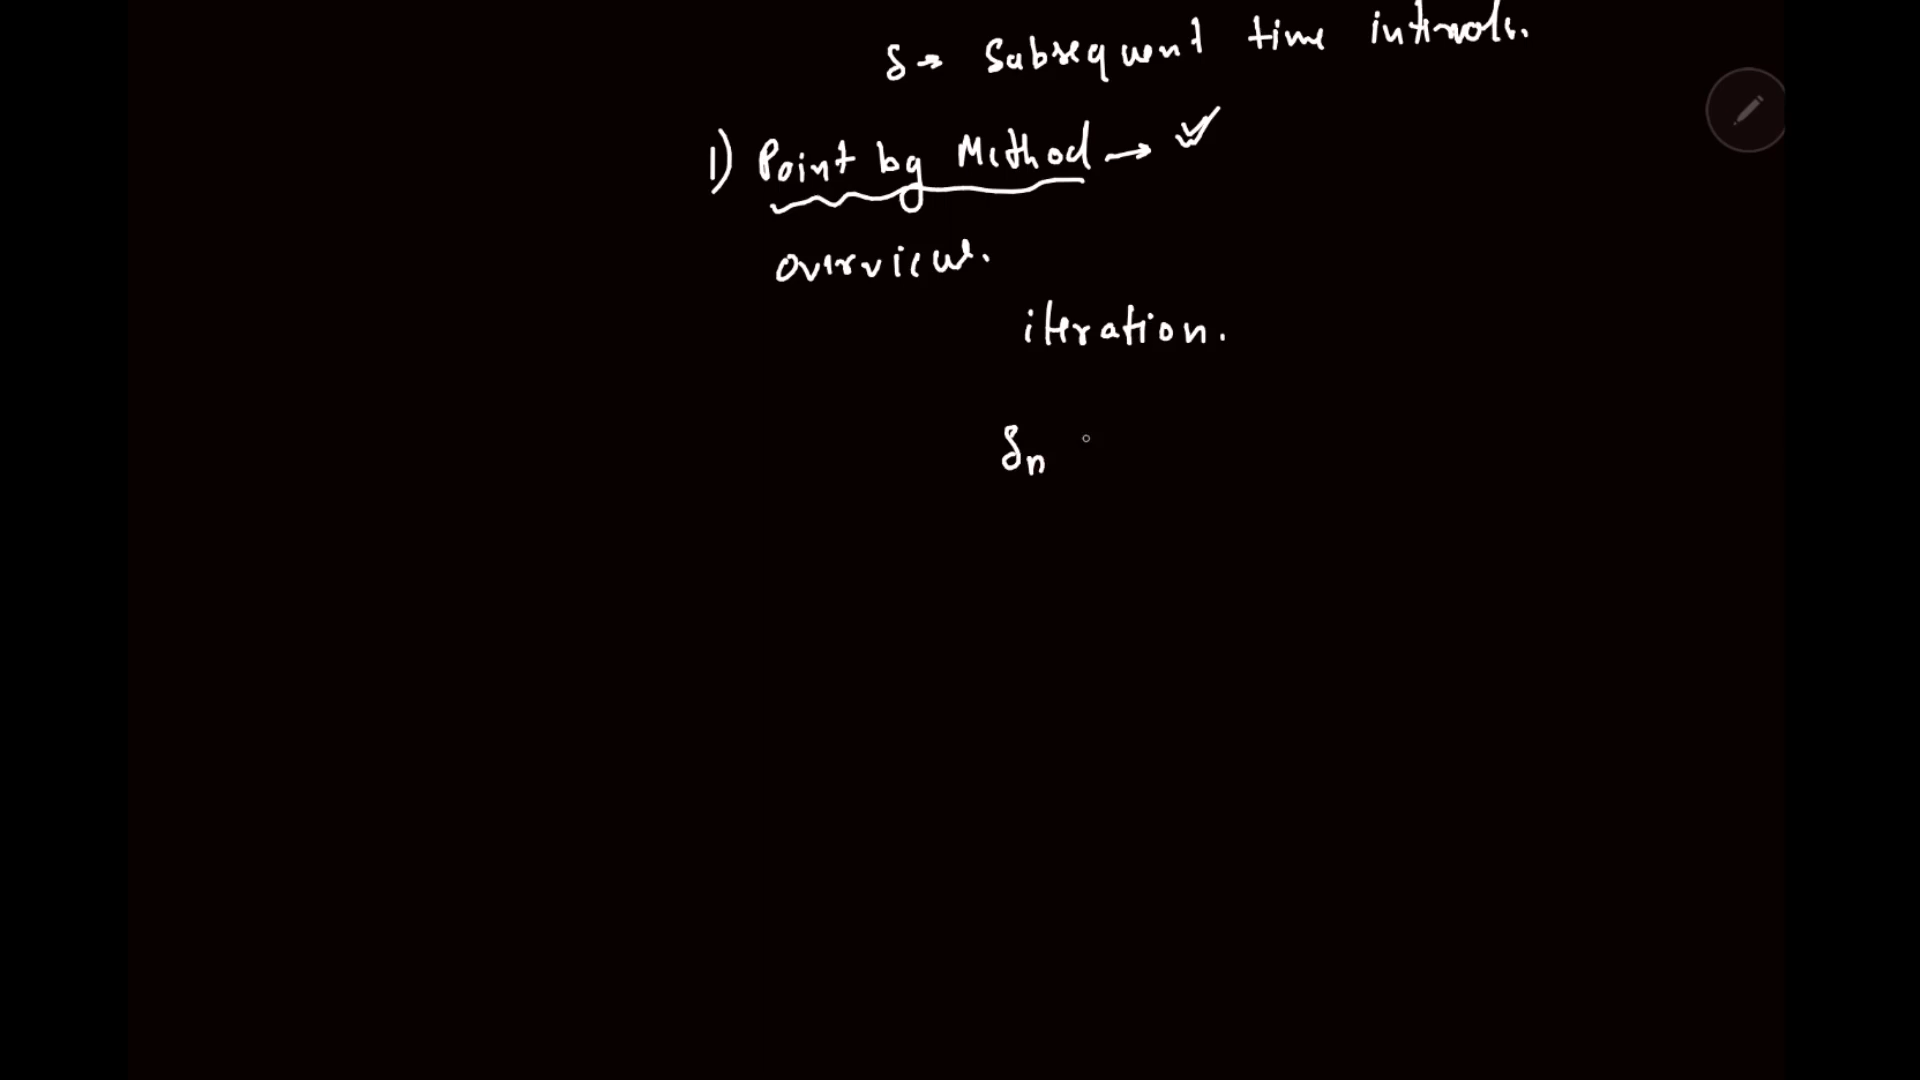 δ → Subsequent time intervals.
1) Point by Method →
overview.
iteration.
δn